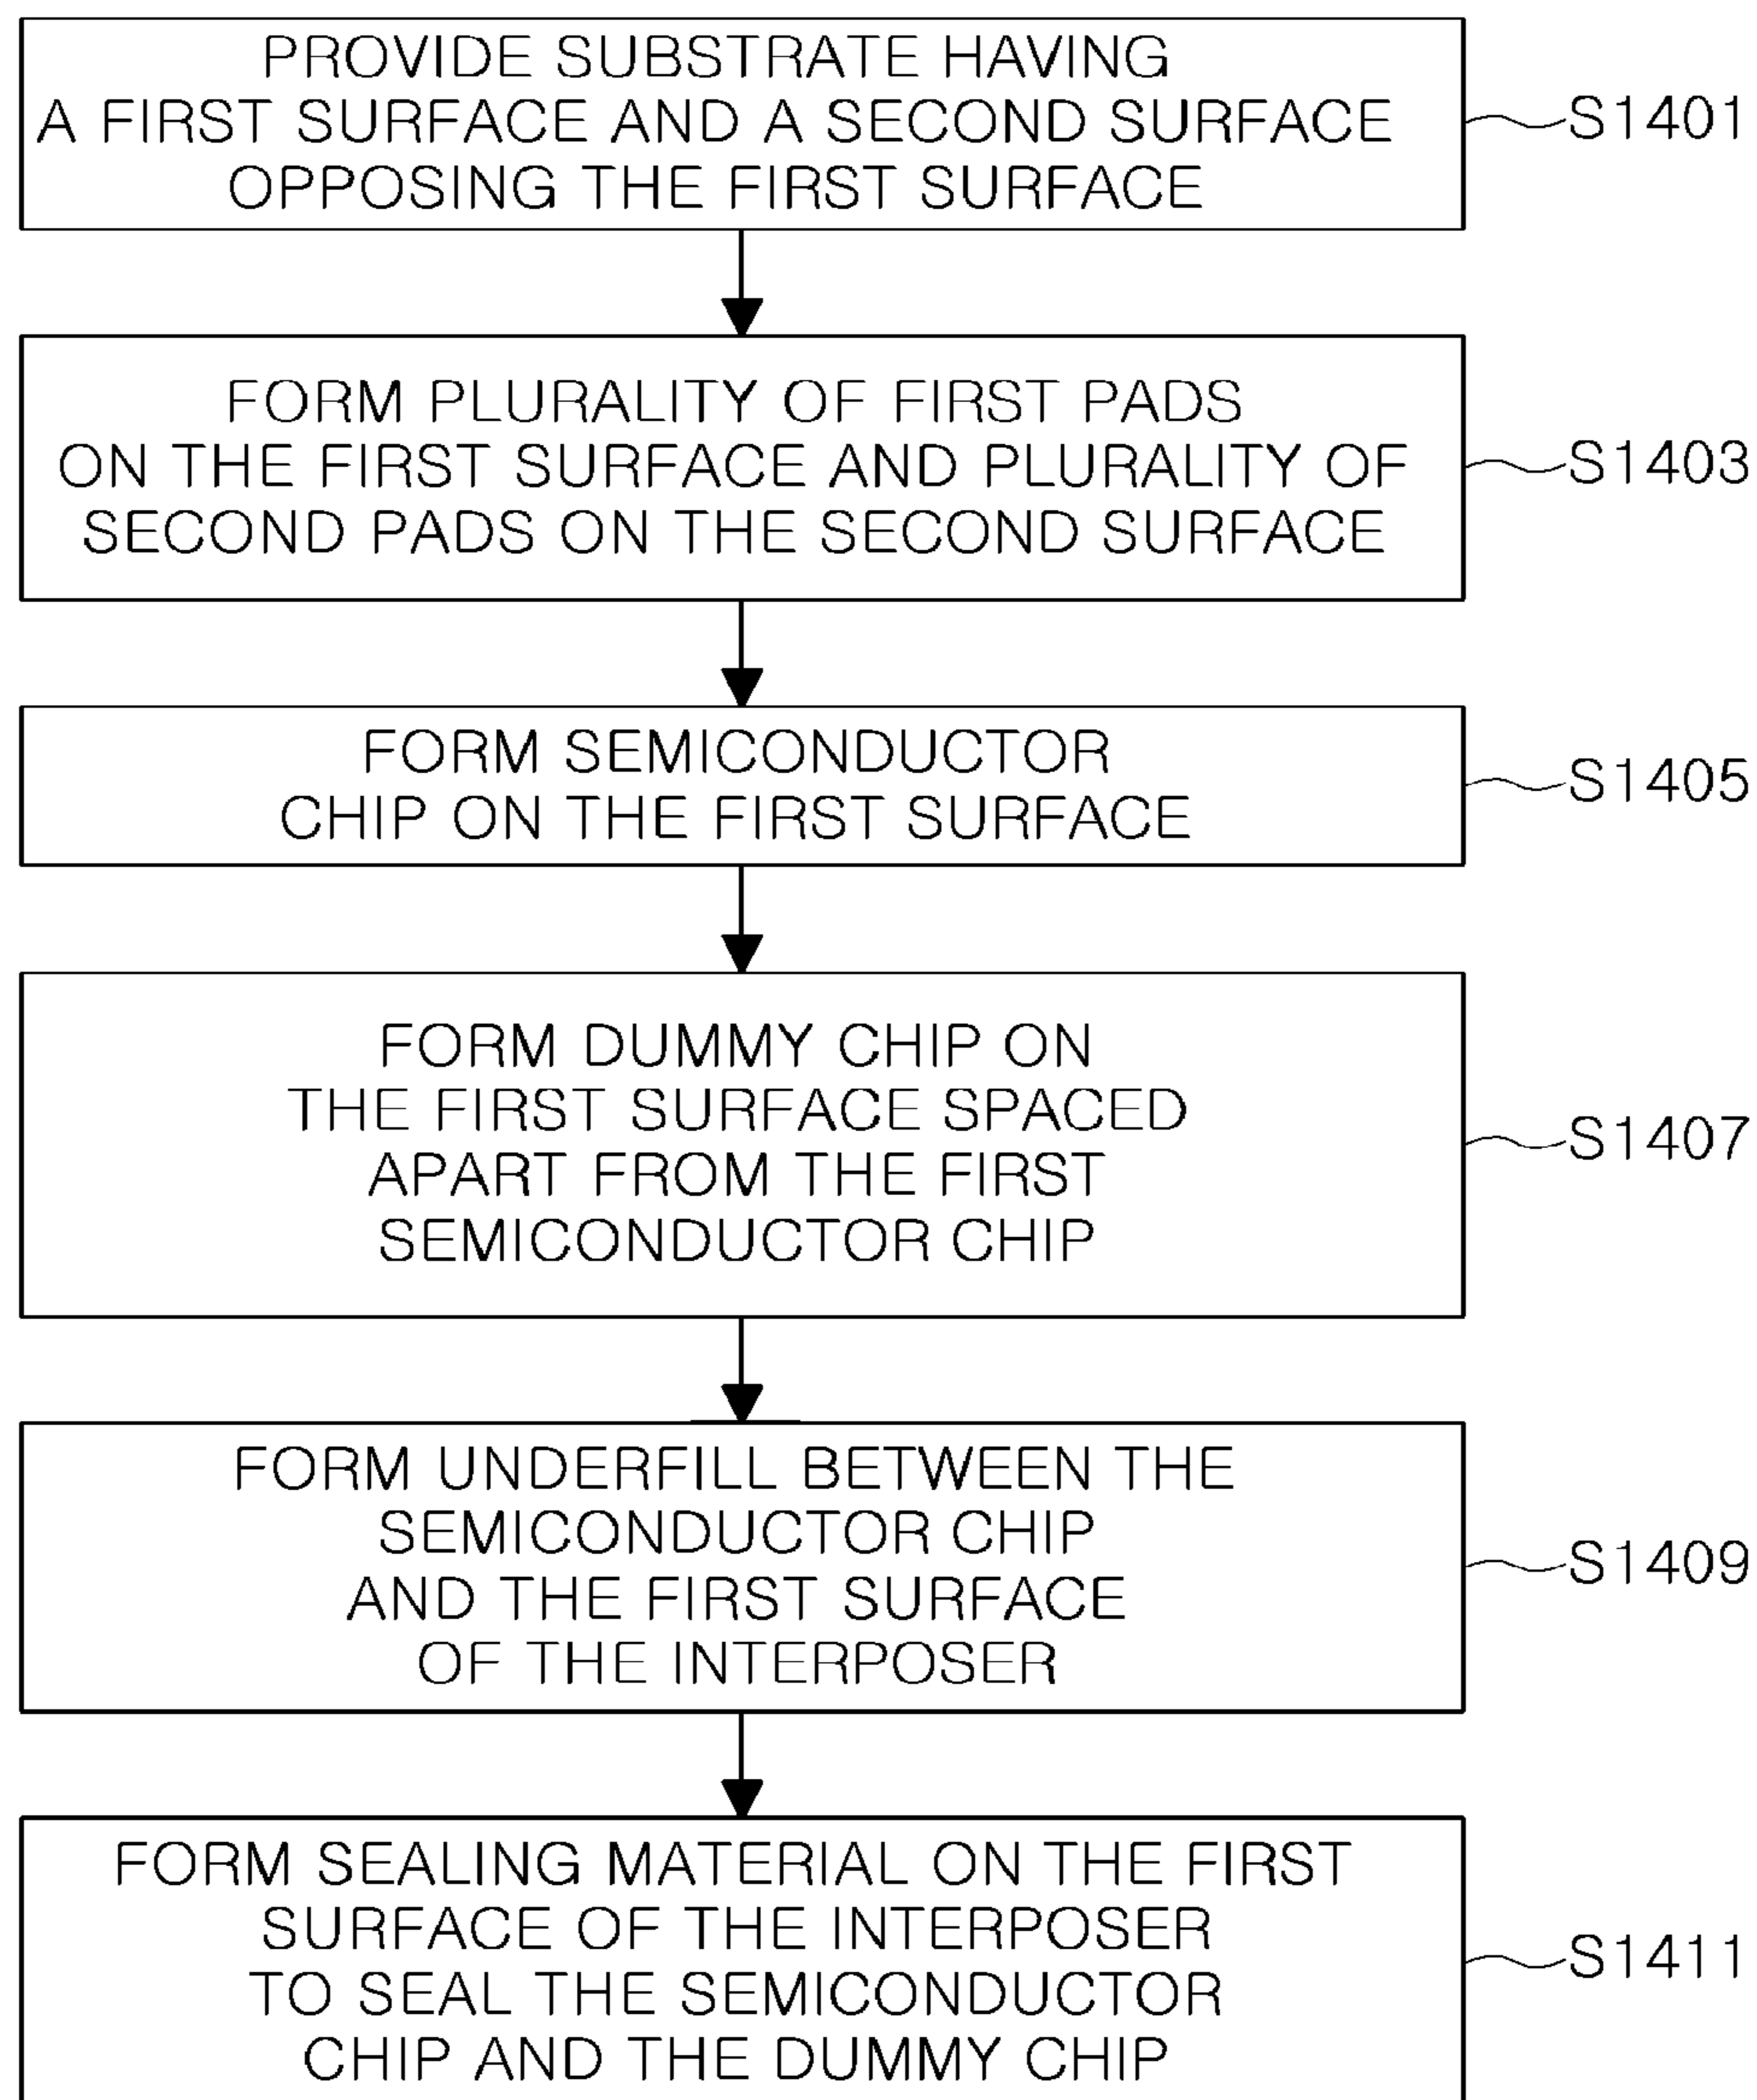 PROVIDE SUBSTRATE HAVING
A FIRST SURFACE AND A SECOND SURFACE
OPPOSING THE FIRST SURFACE
S1401
FORM PLURALITY OF FIRST PADS
ON THE FIRST SURFACE AND PLURALITY OF
SECOND PADS ON THE SECOND SURFACE
S1403
FORM SEMICONDUCTOR
CHIP ON THE FIRST SURFACE
S1405
FORM DUMMY CHIP ON
THE FIRST SURFACE SPACED
APART FROM THE FIRST
SEMICONDUCTOR CHIP
S1407
FORM UNDERFILL BETWEEN THE
SEMICONDUCTOR CHIP
AND THE FIRST SURFACE
OF THE INTERPOSER
S1409
FORM SEALING MATERIAL ON THE FIRST
SURFACE OF THE INTERPOSER
TO SEAL THE SEMICONDUCTOR
CHIP AND THE DUMMY CHIP
S1411